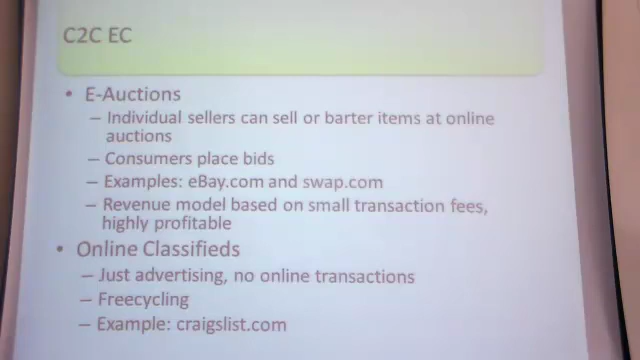 C2C EC
• E-Auctions
– Individual sellers can sell or barter items at online
auctions
– Consumers place bids
– Examples: eBay.com and swap.com
– Revenue model based on small transaction fees,
highly profitable
• Online Classifieds
– Just advertising, no online transactions
– Freecycling
– Example: craigslist.com